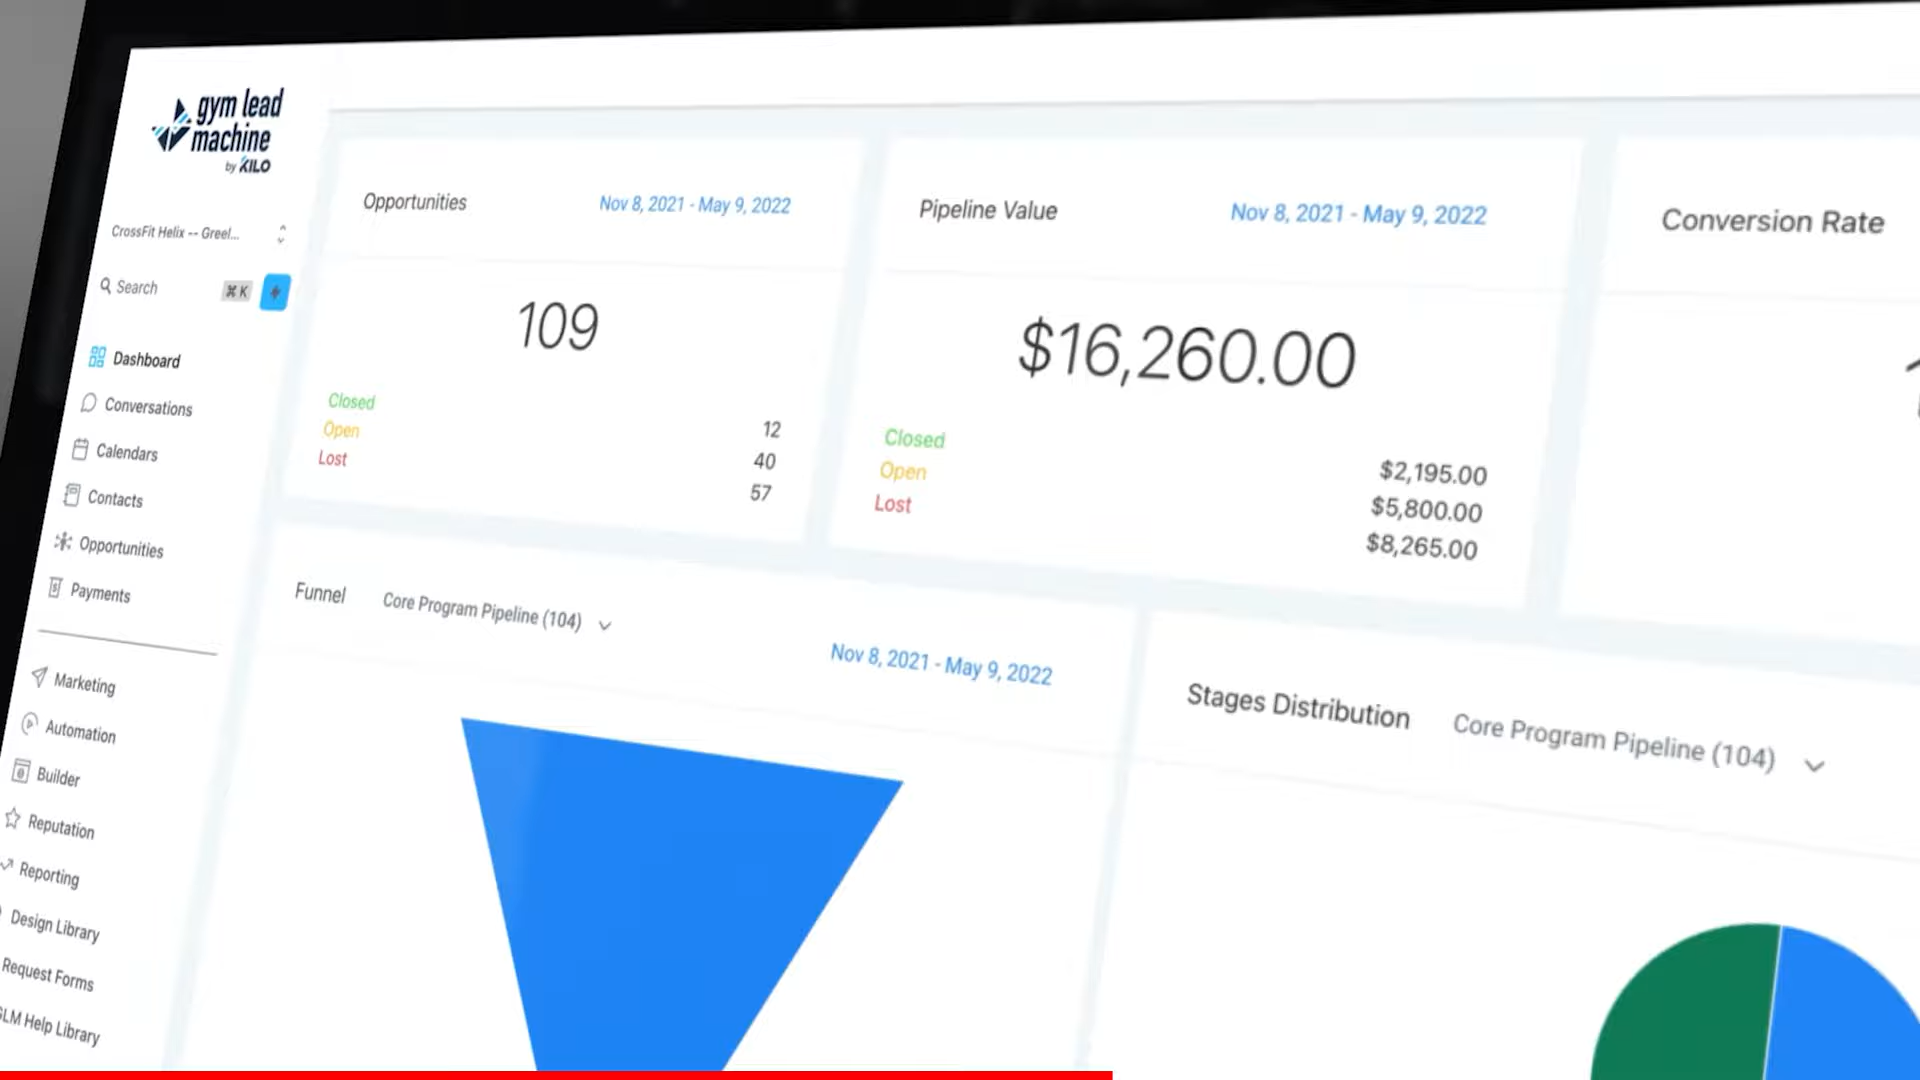 gym lead
machine
by KILO
CrossFit Helix -- Greel...
Search
⌘ K
Dashboard
Conversations
Calendars
Contacts
Opportunities
Payments
Marketing
Automation
Builder
Reputation
Reporting
Design Library
Request Forms
GLM Help Library
Opportunities
Nov 8, 2021 - May 9, 2022
109
Closed 12
Open 40
Lost 57
Pipeline Value
Nov 8, 2021 - May 9, 2022
$16,260.00
Closed $2,195.00
Open $5,800.00
Lost $8,265.00
Conversion Rate
Funnel
Core Program Pipeline (104)
Nov 8, 2021 - May 9, 2022
Stages Distribution
Core Program Pipeline (104)